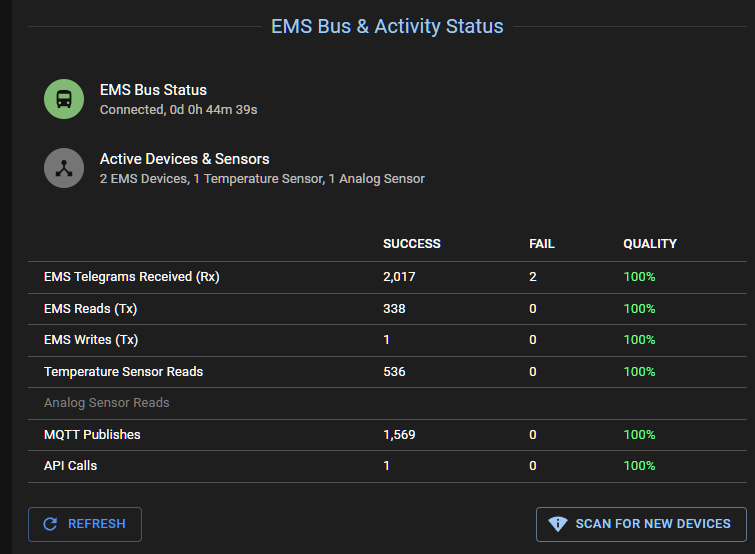 EMS Bus & Activity Status
EMS Bus Status
Connected, 0d 0h 44m 39s
Active Devices & Sensors
2 EMS Devices, 1 Temperature Sensor, 1 Analog Sensor
SUCCESS FAIL QUALITY
EMS Telegrams Received (Rx) 2,017 2 100%
EMS Reads (Tx) 338 0 100%
EMS Writes (Tx) 1 0 100%
Temperature Sensor Reads 536 0 100%
Analog Sensor Reads
MQTT Publishes 1,569 0 100%
API Calls 1 0 100%
REFRESH SCAN FOR NEW DEVICES